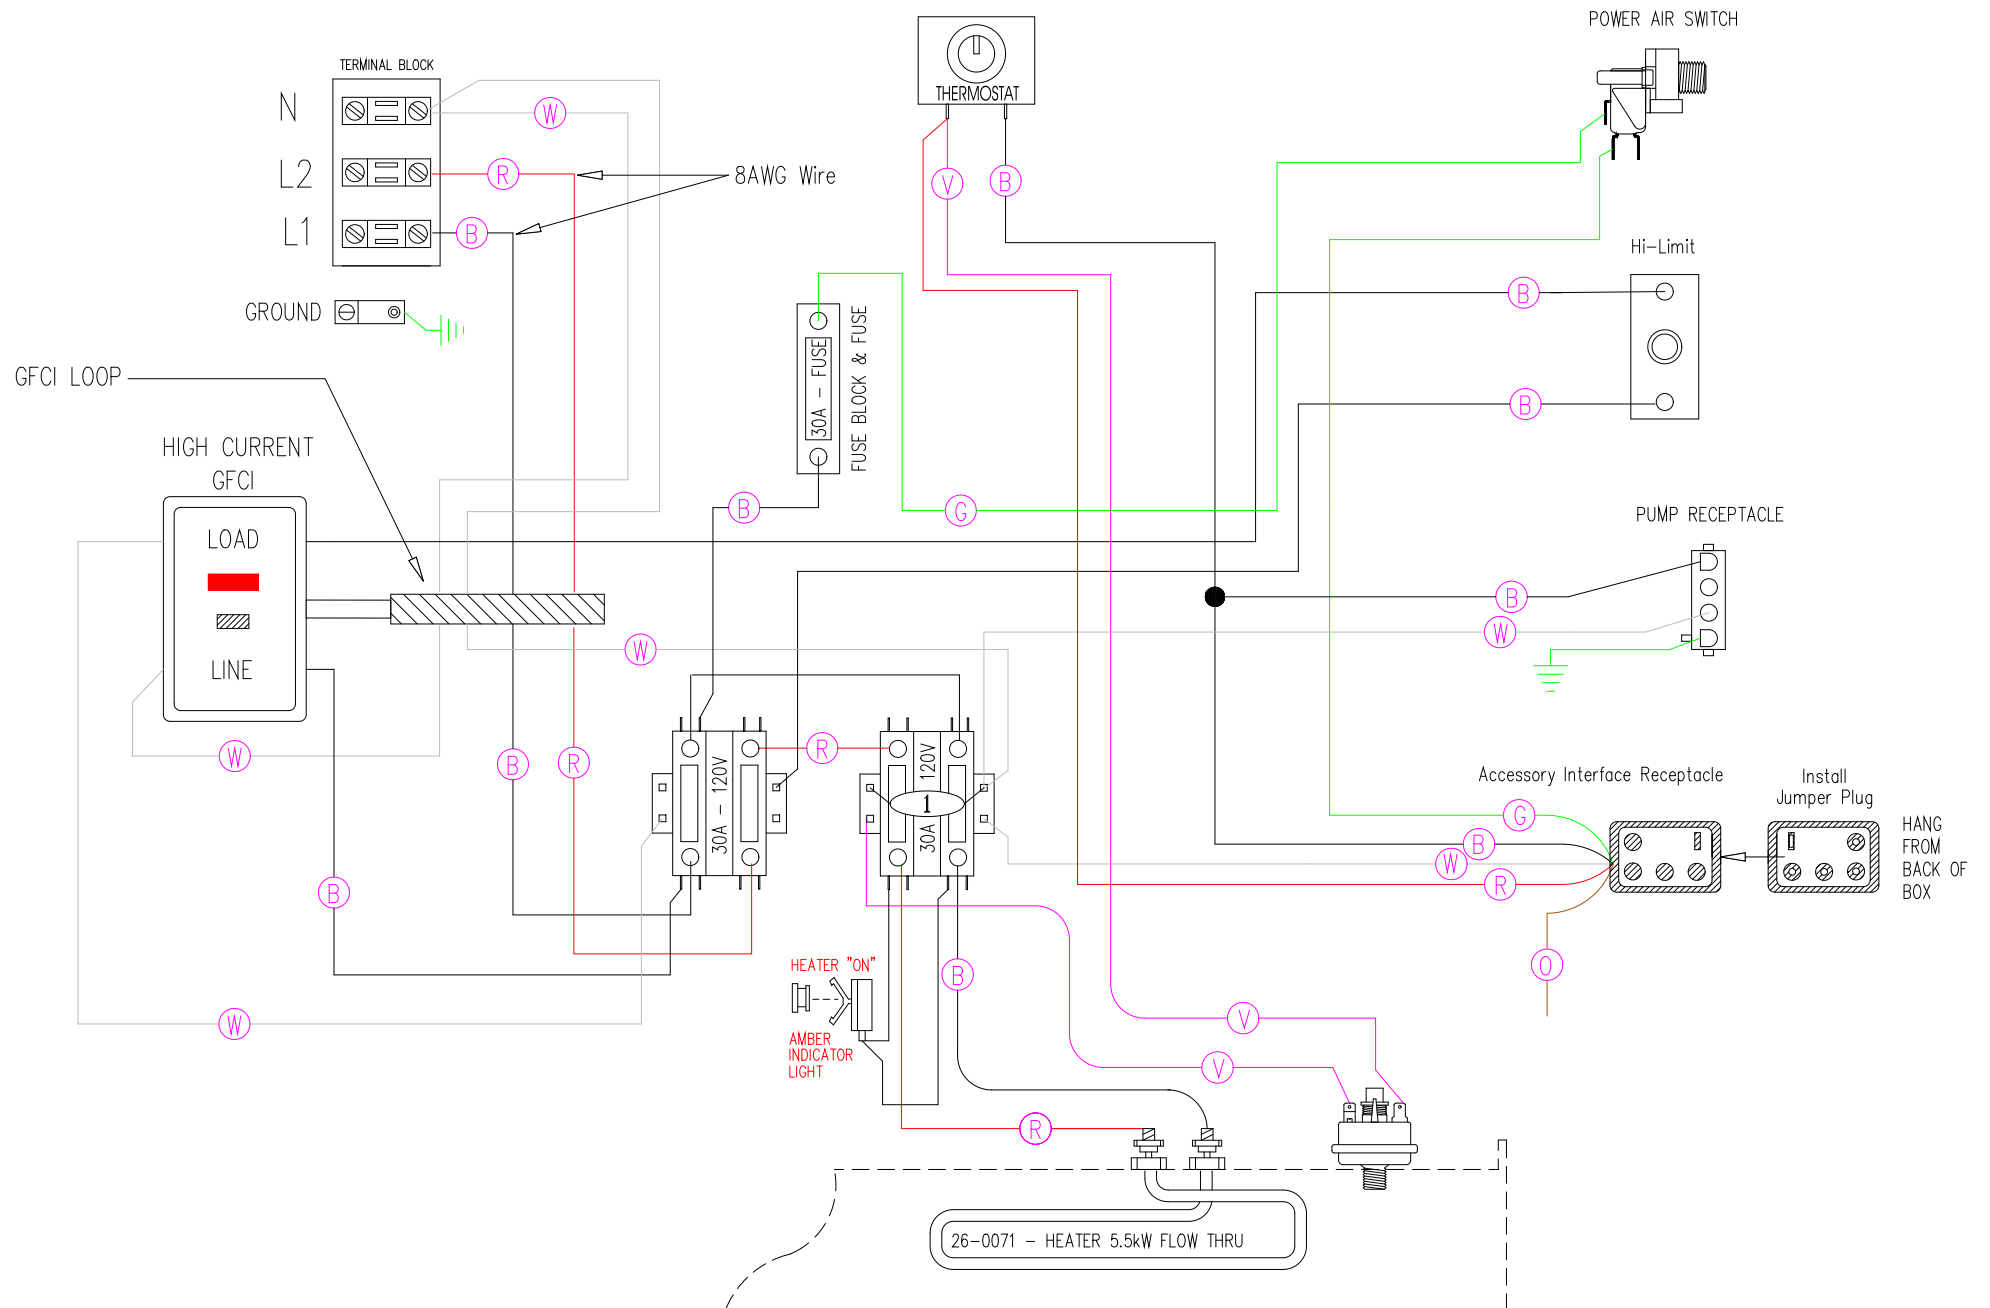 POWER AIR SWITCH
TERMINAL BLOCK
THERMOSTAT
N
W
L2
R
8AWG Wire
V
B
L1
B
Hi-Limit
GROUND
B
30A - FUSE
FUSE BLOCK & FUSE
GFCI LOOP
B
HIGH CURRENT
GFCI
B
G
PUMP RECEPTACLE
LOAD
B
W
W
LINE
R
W
B
R
30A - 120V
30A 120V
1
Accessory Interface Receptacle
Install
Jumper Plug
G
B
W
R
HANG
FROM
BACK OF
BOX
B
HEATER "ON"
B
O
W
V
AMBER
INDICATOR
LIGHT
V
R
26-0071 - HEATER 5.5kW FLOW THRU